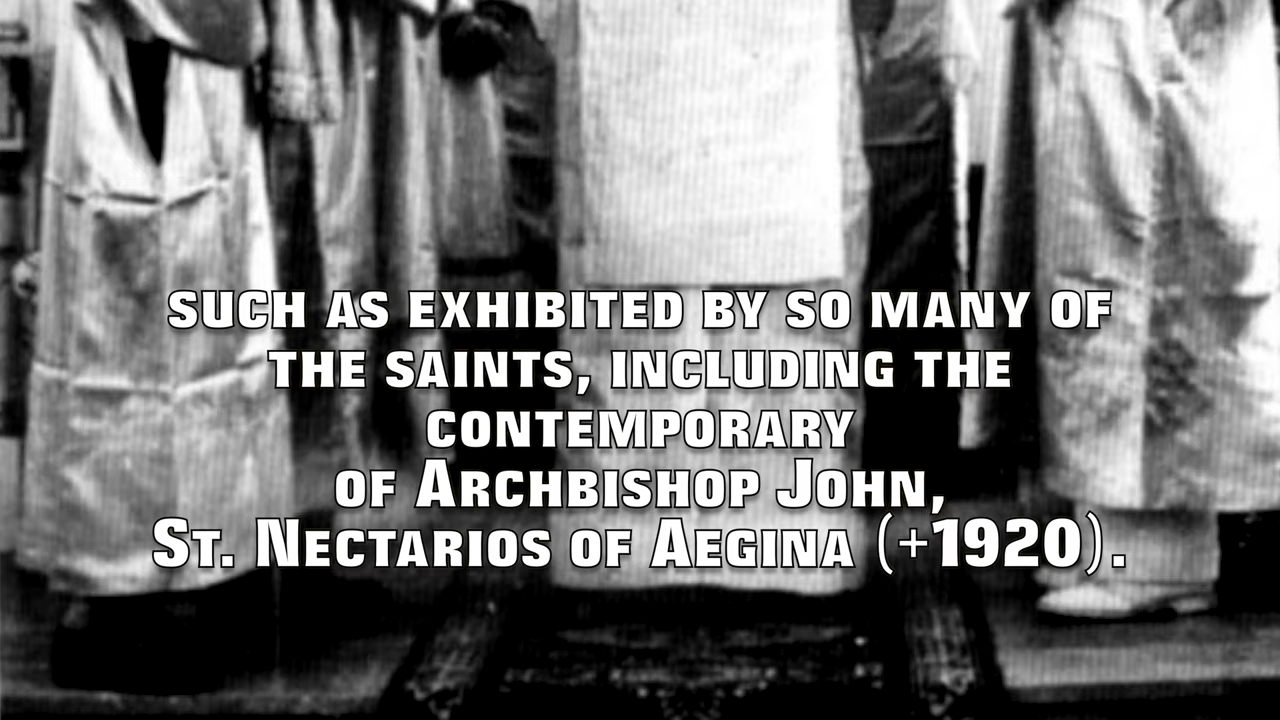 SUCH AS EXHIBITED BY SO MANY OF
THE SAINTS, INCLUDING THE
CONTEMPORARY
OF ARCHBISHOP JOHN,
ST. NECTARIOS OF AEGINA (+1920).